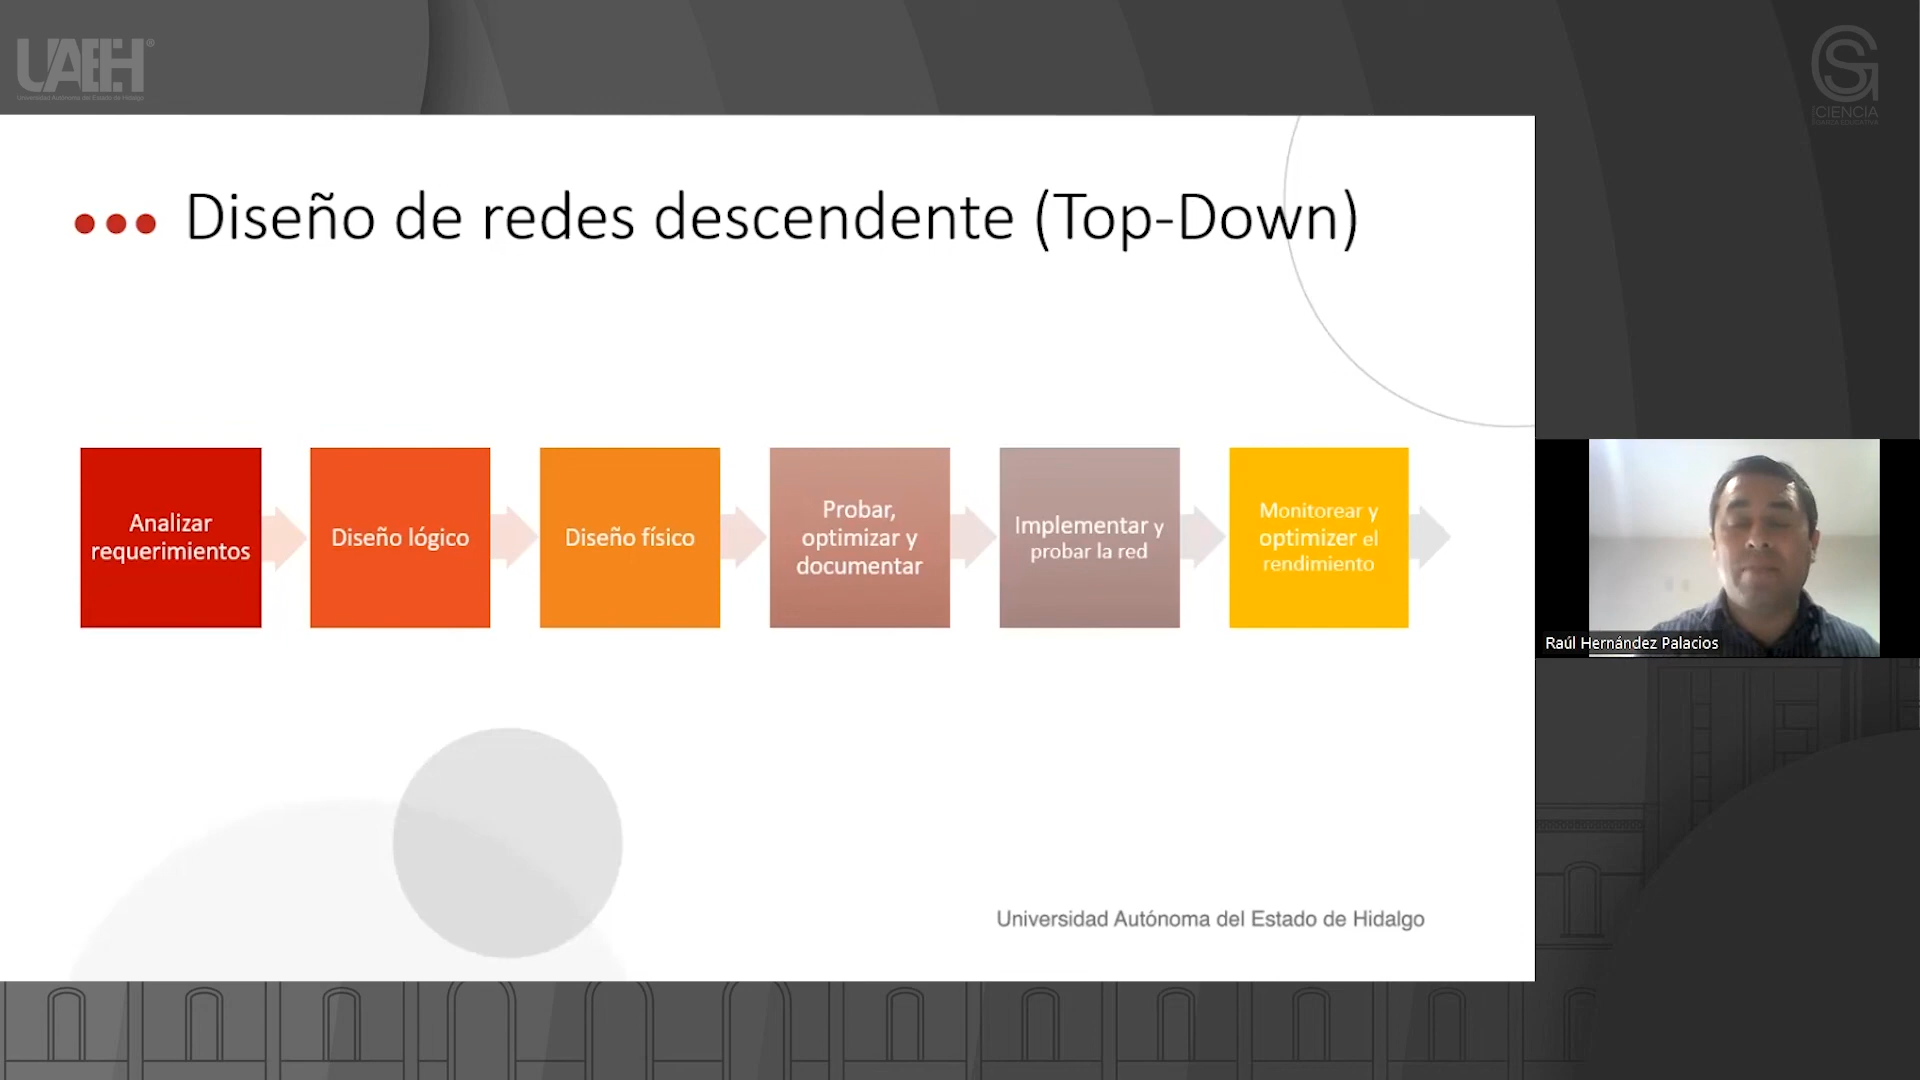 UAEH
Universidad Autónoma del Estado de Hidalgo
CIENCIA
Diseño de redes descendente (Top-Down)
Analizar
requerimientos
Diseño lógico
Diseño físico
Probar,
optimizar y
documentar
Implementar y
probar la red
Monitorear y
optimizer el
rendimiento
Raúl Hernández Palacios
Universidad Autónoma del Estado de Hidalgo